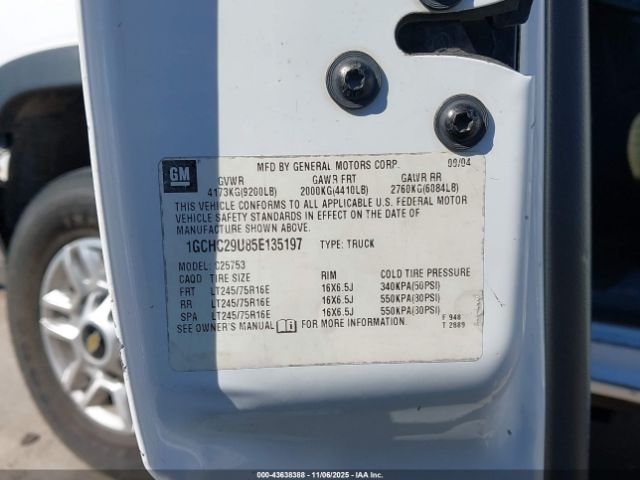 MFD BY GENERAL MOTORS CORP. 09/04
GM
GVWR GAWR FRT GAWR RR
4173KG(9200LB) 2000KG(4410LB) 2760KG(6084LB)
THIS VEHICLE CONFORMS TO ALL APPLICABLE U.S. FEDERAL MOTOR
VEHICLE SAFETY STANDARDS IN EFFECT ON THE DATE OF
MANUFACTURE SHOWN ABOVE.
1GCHC29U85E135197 TYPE: TRUCK
MODEL: C25753
CAQD TIRE SIZE RIM COLD TIRE PRESSURE
FRT LT245/75R16E 16X6.5J 340KPA(50PSI)
RR LT245/75R16E 16X6.5J 550KPA(80PSI)
SPA LT245/75R16E 16X6.5J 550KPA(80PSI)
SEE OWNER'S MANUAL FOR MORE INFORMATION.
F 948
T 2889
000-43638388 - 11/06/2025 - IAAI.COM